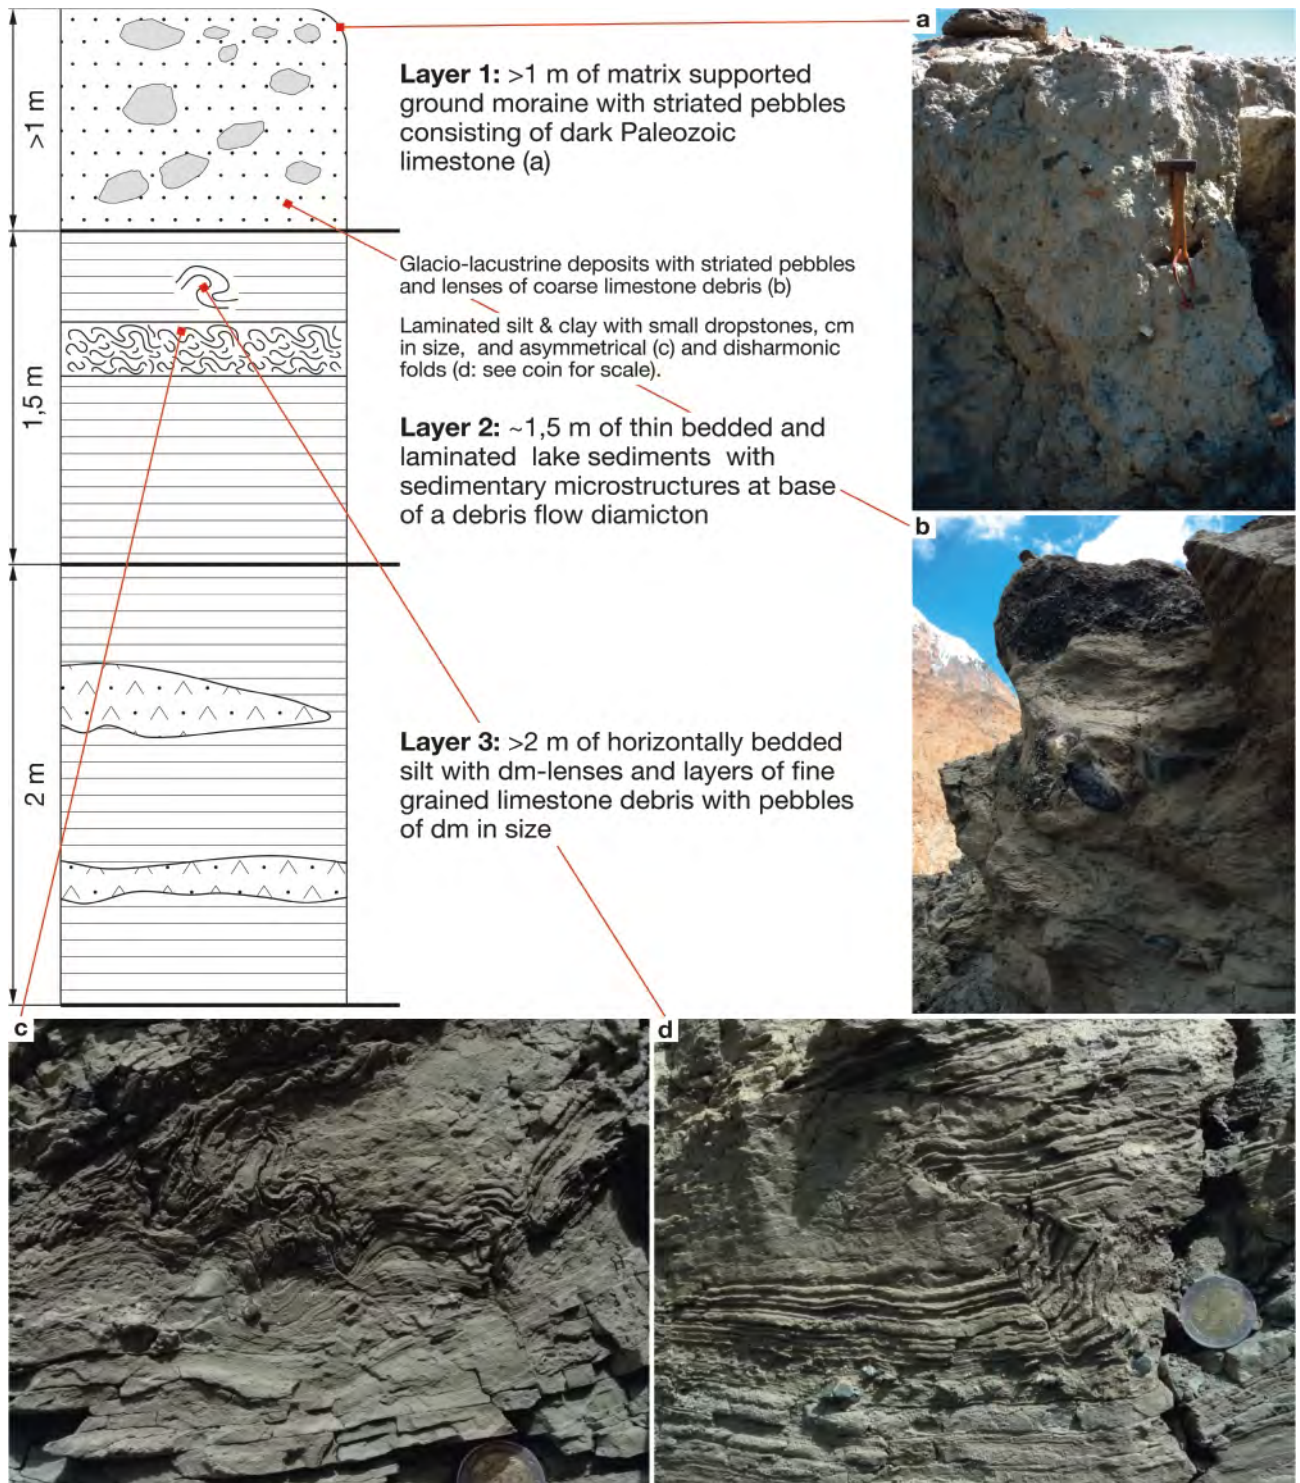 >1 m
Layer 1: >1 m of matrix supported
ground moraine with striated pebbles
consisting of dark Paleozoic
limestone (a)
a
Glacio-lacustrine deposits with striated pebbles
and lenses of coarse limestone debris (b)
Laminated silt & clay with small dropstones, cm
in size, and asymmetrical (c) and disharmonic
folds (d: see coin for scale).
1,5 m
Layer 2: ~1,5 m of thin bedded and
laminated lake sediments with
sedimentary microstructures at base
of a debris flow diamicton
b
2 m
Layer 3: >2 m of horizontally bedded
silt with dm-lenses and layers of fine
grained limestone debris with pebbles
of dm in size
c
d